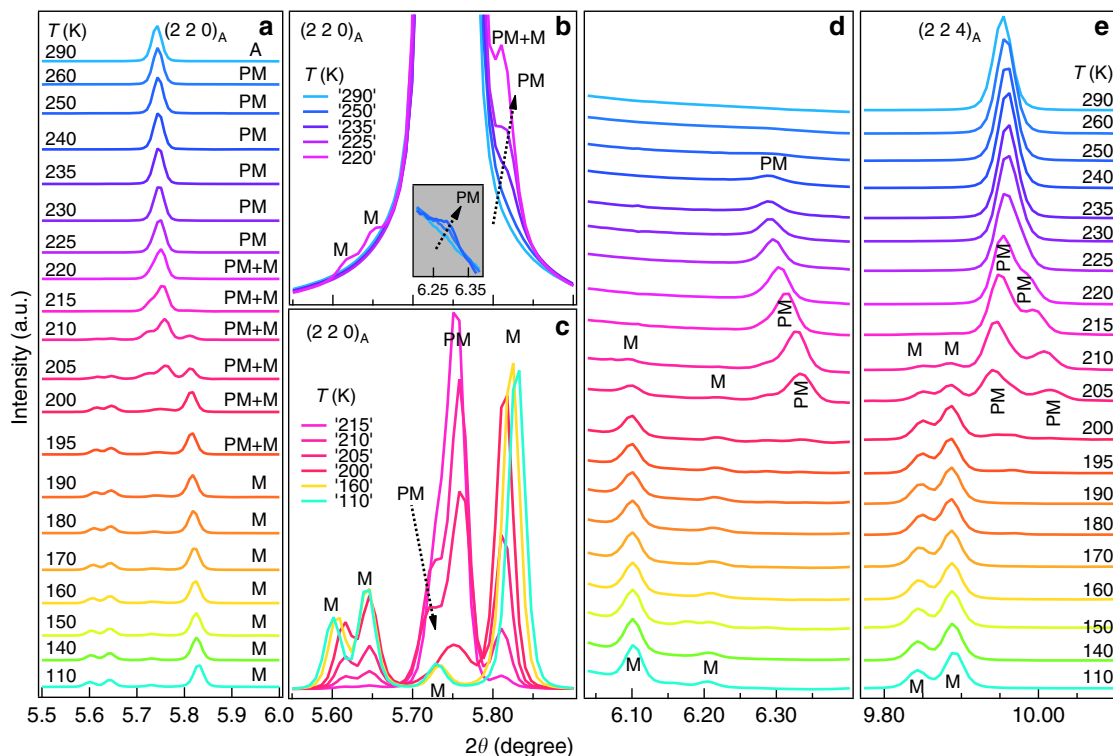 T (K)
(2 2 0)A
a
290
A
260
PM
250
PM
240
PM
235
PM
230
PM
225
PM
220
PM+M
215
PM+M
210
PM+M
205
PM+M
200
PM+M
195
PM+M
190
M
180
M
170
M
160
M
150
M
140
M
110
M
5.5 5.6 5.7 5.8 5.9 6.0
(2 2 0)A
b
T (K)
'290'
'250'
'235'
'225'
'220'
PM+M
PM
M
M
PM
6.25 6.35
(2 2 0)A
c
T (K)
'215'
'210'
'205'
'200'
'160'
'110'
PM
M
PM
M
M
M
5.60 5.70 5.80
d
PM
PM
M
M
PM
M
M
6.10 6.20 6.30
(2 2 4)A
e
T (K)
290
260
250
240
235
230
225
220
215
210
205
200
195
190
180
170
160
150
140
110
PM
PM
M
M
PM
PM
M
M
9.80 9.90 10.00
Intensity (a.u.)
2θ (degree)